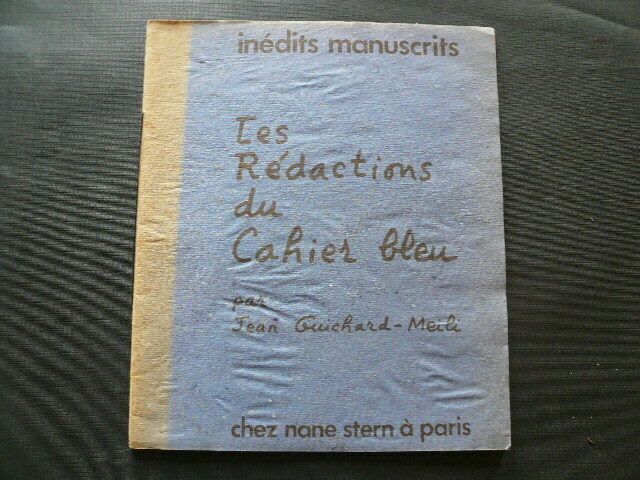 inédits manuscrits
Les
Rédactions
du
Cahier bleu
par
Jean Guichard-Meili
chez nane stern à paris